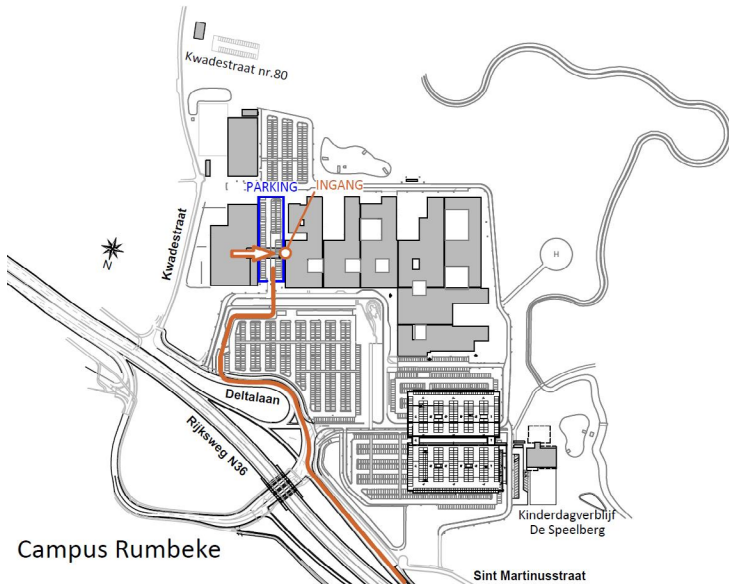 Kwadestraat nr.80
PARKING
INGANG
Kwadestraat
N
H
Deltalaan
Rijksweg N36
Kinderdagverblijf
De Speelberg
Campus Rumbeke
Sint Martinusstraat